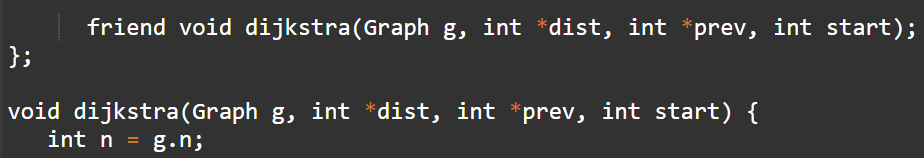 friend void dijkstra(Graph g, int *dist, int *prev, int start);
};
void dijkstra(Graph g, int *dist, int *prev, int start) {
int n = g.n;